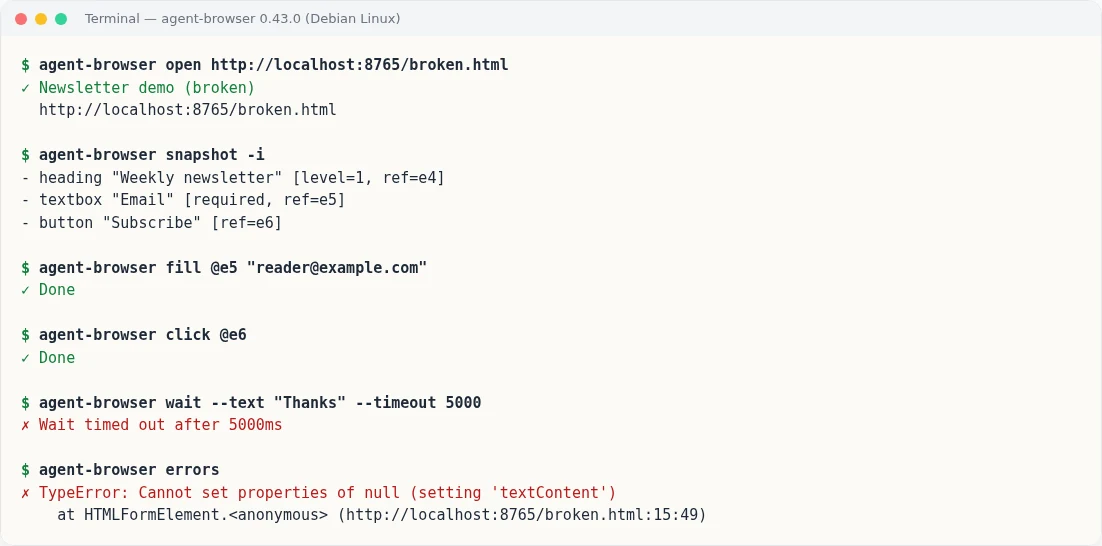 Terminal — agent-browser 0.43.0 (Debian Linux)
$ agent-browser open http://localhost:8765/broken.html
✓ Newsletter demo (broken)
http://localhost:8765/broken.html
$ agent-browser snapshot -i
- heading "Weekly newsletter" [level=1, ref=e4]
- textbox "Email" [required, ref=e5]
- button "Subscribe" [ref=e6]
$ agent-browser fill @e5 "reader@example.com"
✓ Done
$ agent-browser click @e6
✓ Done
$ agent-browser wait --text "Thanks" --timeout 5000
✗ Wait timed out after 5000ms
$ agent-browser errors
✗ TypeError: Cannot set properties of null (setting 'textContent')
at HTMLFormElement.<anonymous> (http://localhost:8765/broken.html:15:49)